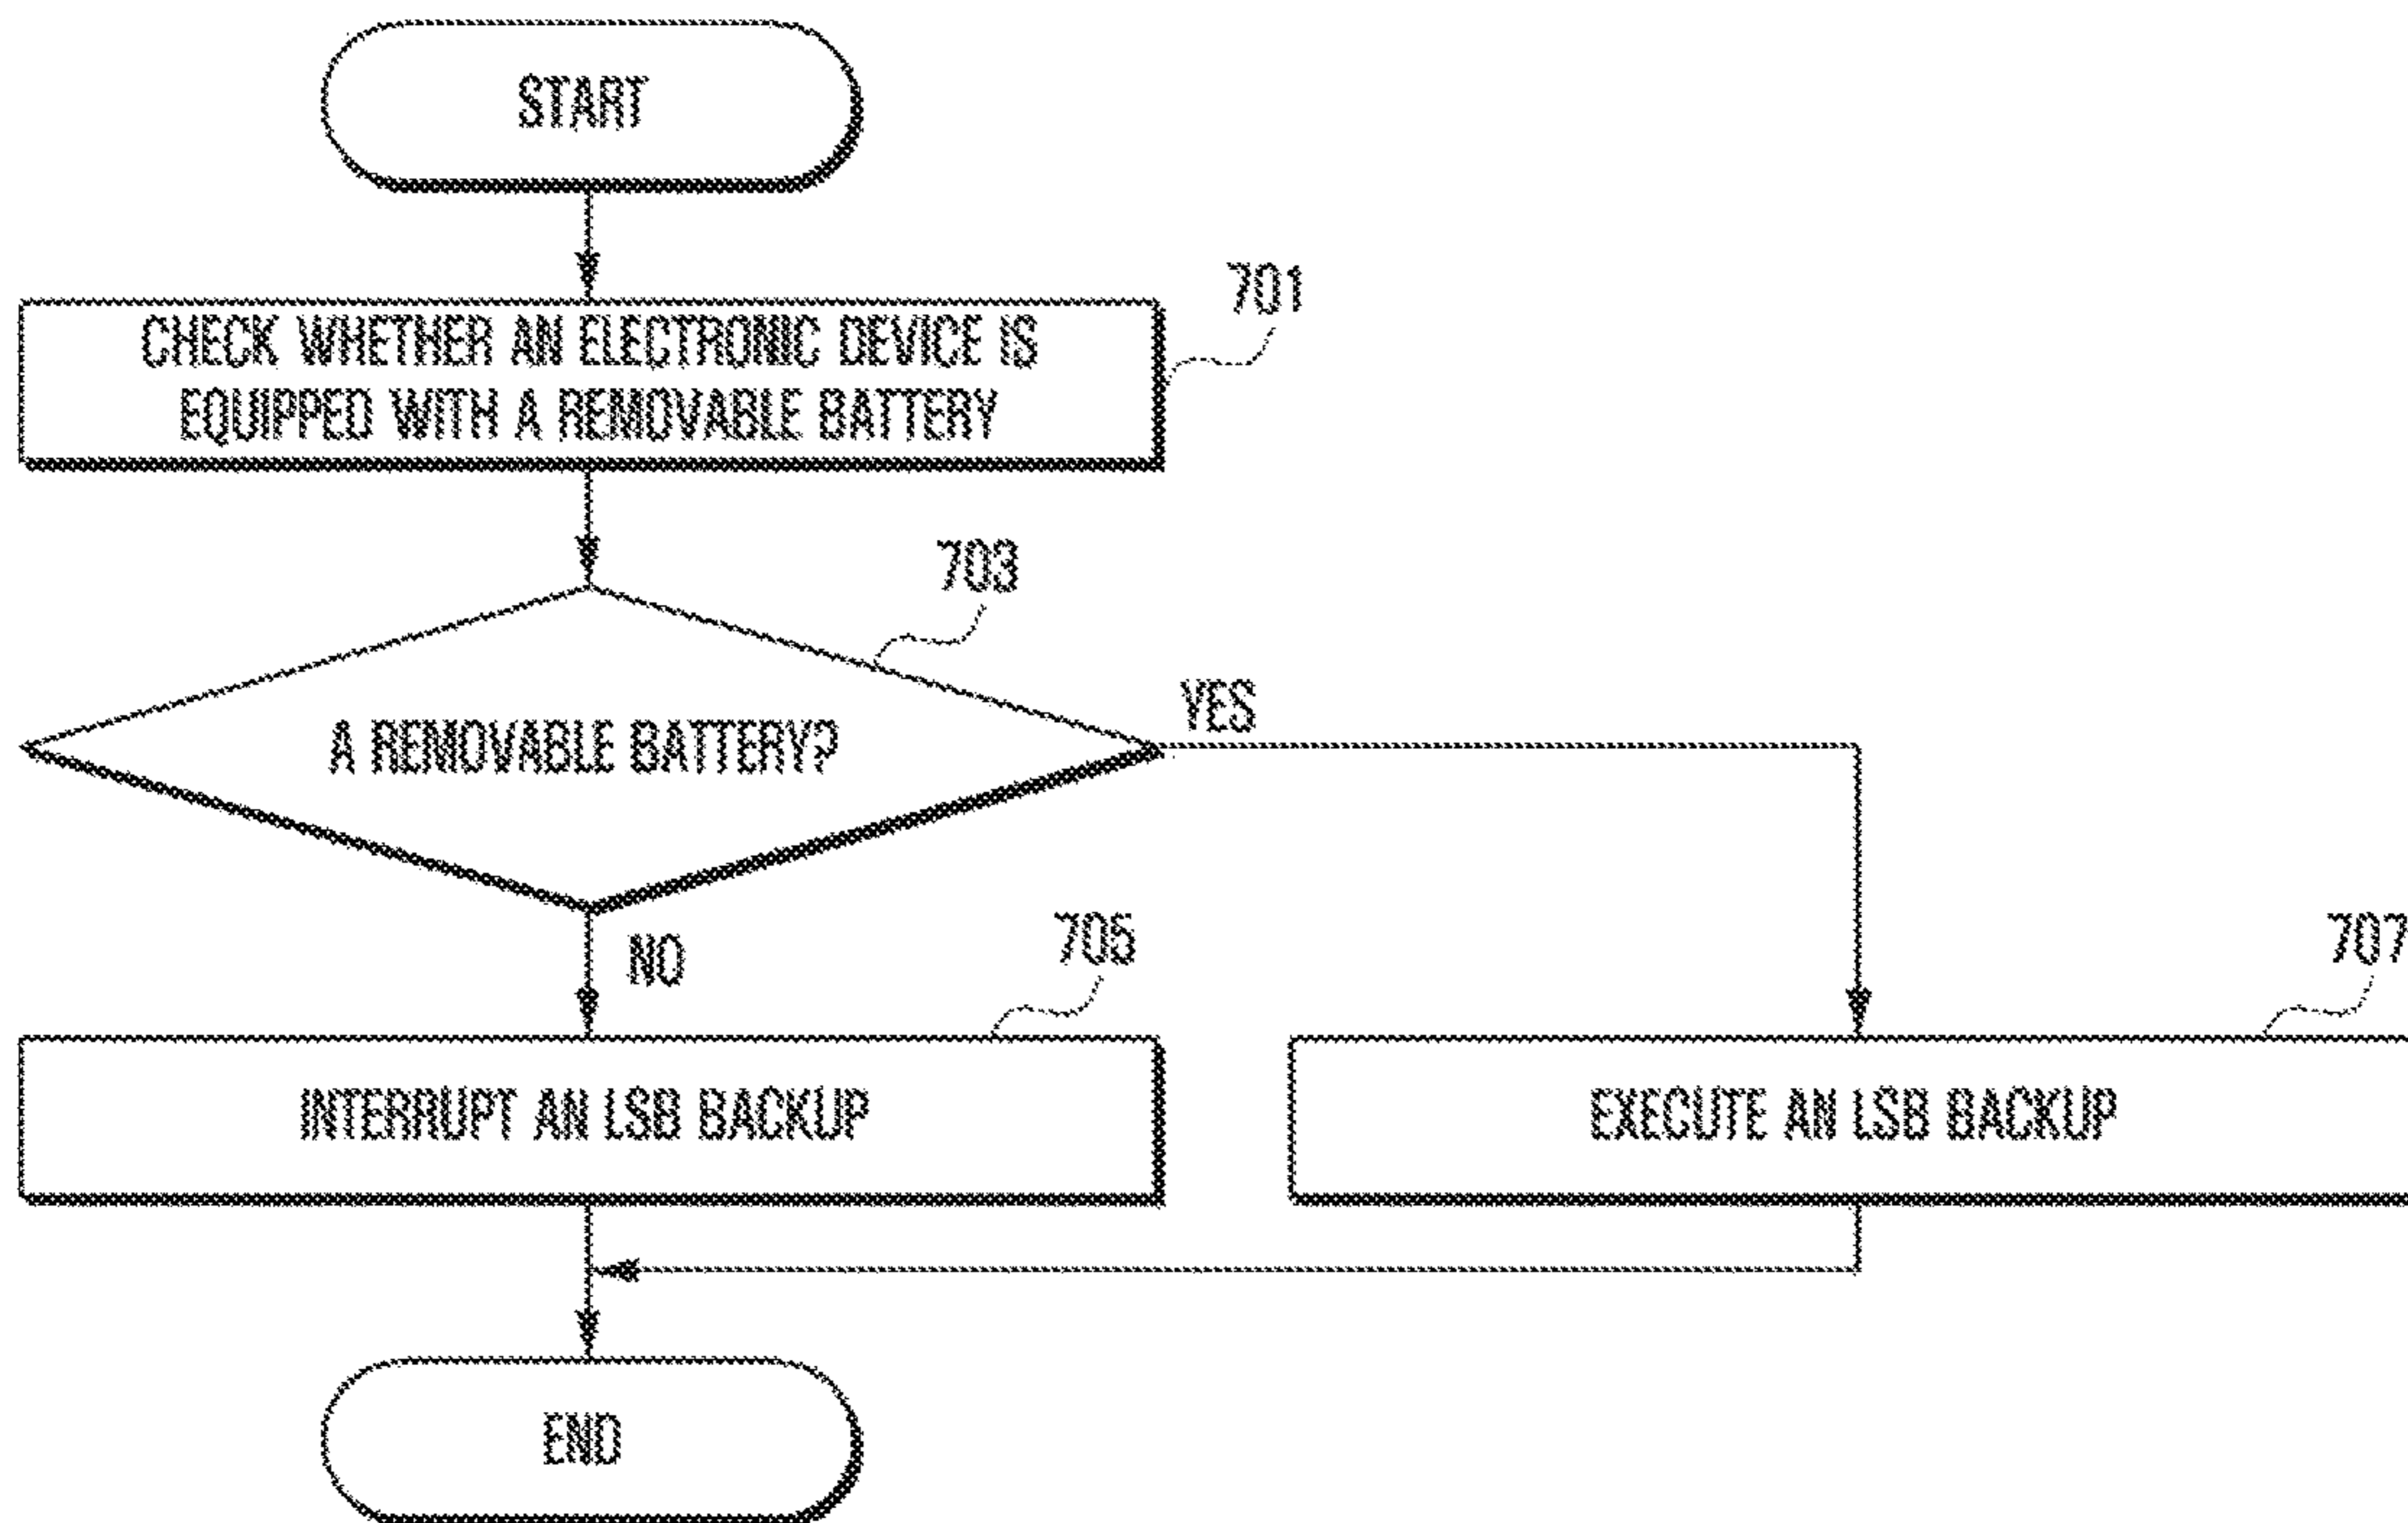 START
701
CHECK WHETHER AN ELECTRONIC DEVICE IS
EQUIPPED WITH A REMOVABLE BATTERY
703
A REMOVABLE BATTERY?
YES
NO
705
707
INTERRUPT AN LSB BACKUP
EXECUTE AN LSB BACKUP
END